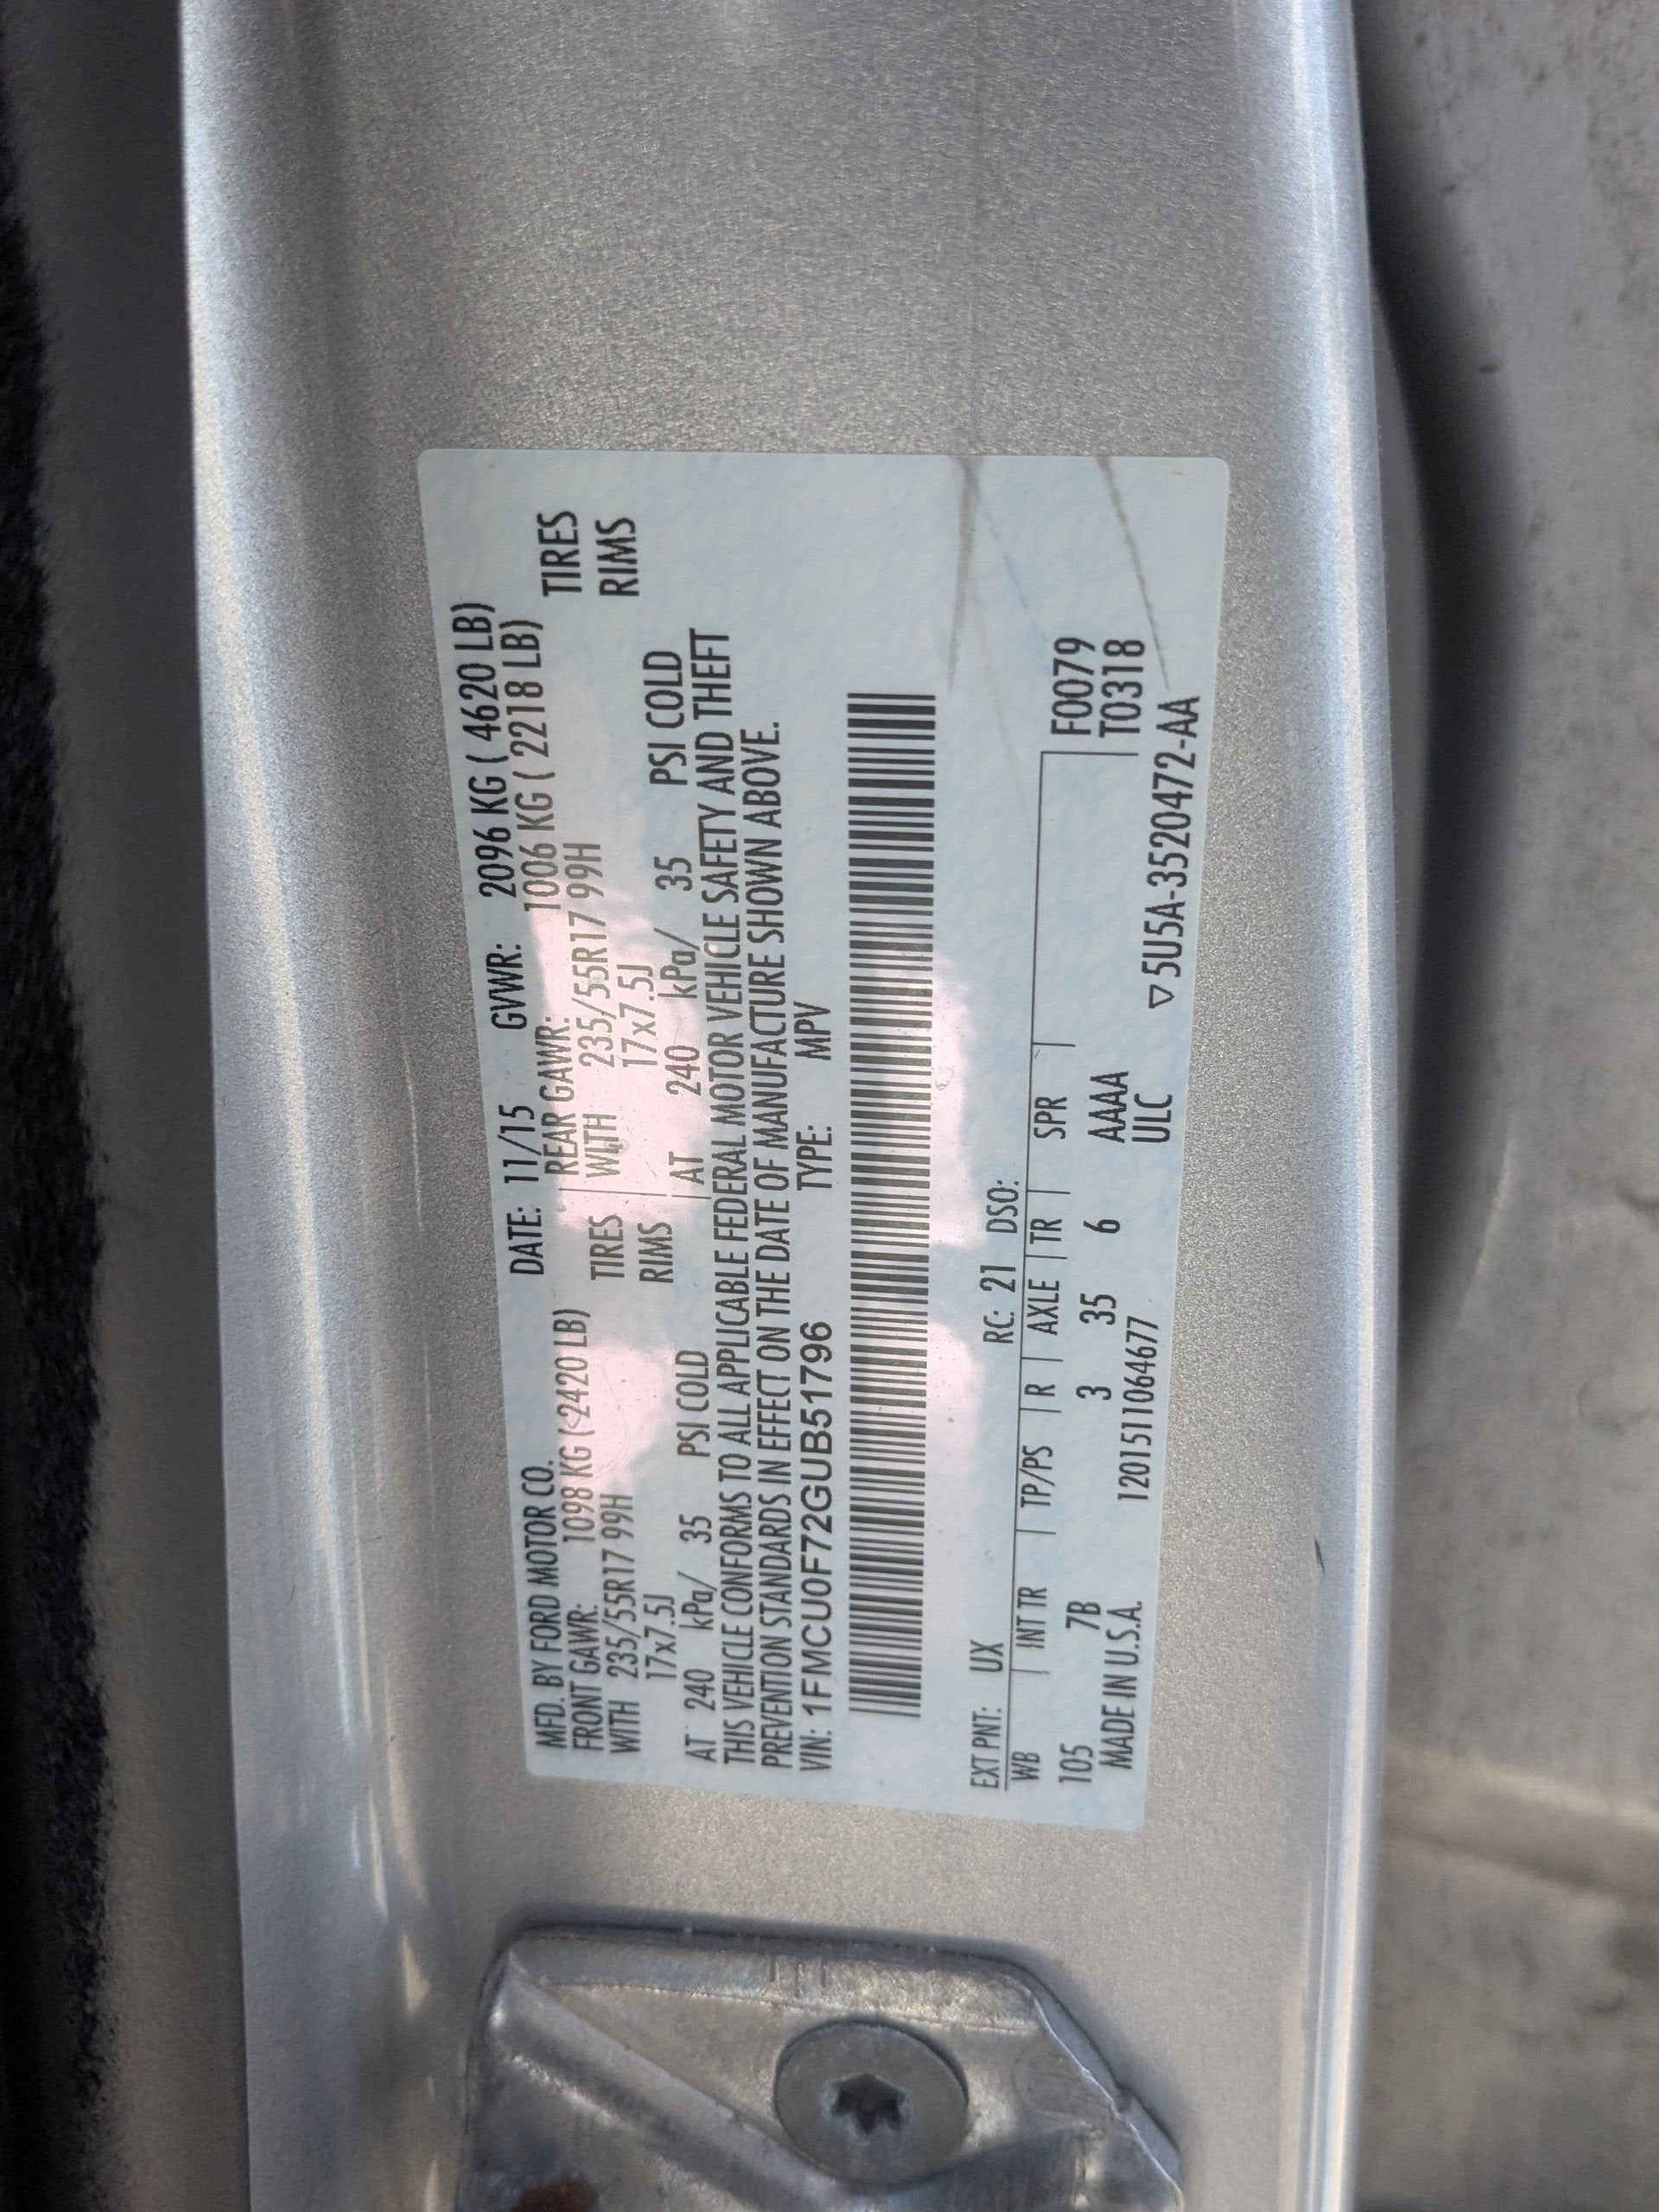 MFD. BY FORD MOTOR CO. DATE: 11/15 GVWR: 2096 KG ( 4620 LB)
FRONT GAWR: 1098 KG ( 2420 LB) REAR GAWR: 1006 KG ( 2218 LB)
WITH 235/55R17 99H TIRES WITH 235/55R17 99H TIRES
17x7.5J RIMS 17x7.5J RIMS
AT 240 kPa/ 35 PSI COLD AT 240 kPa/ 35 PSI COLD
THIS VEHICLE CONFORMS TO ALL APPLICABLE FEDERAL MOTOR VEHICLE SAFETY AND THEFT
PREVENTION STANDARDS IN EFFECT ON THE DATE OF MANUFACTURE SHOWN ABOVE.
VIN: 1FMCU0F72GUB51796 TYPE: MPV
EXT PNT: UX RC: 21 DSO:
WB | INT TR | TP/PS | R | AXLE | TR | SPR | F0079
105 7B 3 35 6 AAAA T0318
MADE IN U.S.A. 1201511064677 ULC ▽5U5A-3520472-AA